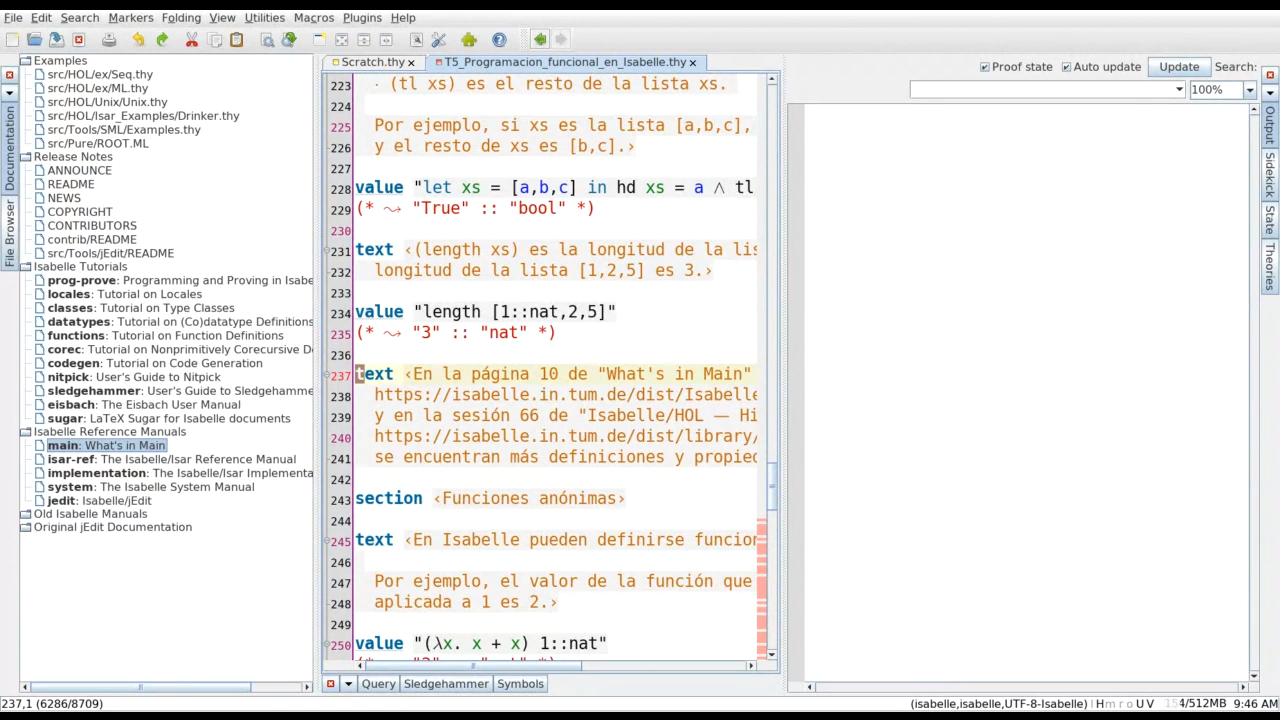 File Edit Search Markers Folding View Utilities Macros Plugins Help
Examples
src/HOL/ex/Seq.thy
src/HOL/ex/ML.thy
src/HOL/Unix/Unix.thy
src/HOL/Isar_Examples/Drinker.thy
src/Tools/SML/Examples.thy
src/Pure/ROOT.ML
Release Notes
ANNOUNCE
README
NEWS
COPYRIGHT
CONTRIBUTORS
contrib/README
src/Tools/jEdit/README
Isabelle Tutorials
prog-prove: Programming and Proving in Isabe
locales: Tutorial on Locales
classes: Tutorial on Type Classes
datatypes: Tutorial on (Co)datatype Definitions
functions: Tutorial on Function Definitions
corec: Tutorial on Nonprimitively Corecursive De
codegen: Tutorial on Code Generation
nitpick: User's Guide to Nitpick
sledgehammer: User's Guide to Sledgehamme
eisbach: The Eisbach User Manual
sugar: LaTeX Sugar for Isabelle documents
Isabelle Reference Manuals
main: What's in Main
isar-ref: The Isabelle/Isar Reference Manual
implementation: The Isabelle/Isar Implementa
system: The Isabelle System Manual
jedit: Isabelle/jEdit
Old Isabelle Manuals
Original jEdit Documentation
Documentation
File Browser
Scratch.thy T5_Programacion_funcional_en_Isabelle.thy
223 · (tl xs) es el resto de la lista xs.
224
225 Por ejemplo, si xs es la lista [a,b,c],
226 y el resto de xs es [b,c].›
227
228 value "let xs = [a,b,c] in hd xs = a ∧ tl
229 (* ⤳ "True" :: "bool" *)
230
231 text ‹(length xs) es la longitud de la lis
232 longitud de la lista [1,2,5] es 3.›
233
234 value "length [1::nat,2,5]"
235 (* ⤳ "3" :: "nat" *)
236
237 text ‹En la página 10 de "What's in Main"
238 https://isabelle.in.tum.de/dist/Isabelle
239 y en la sesión 66 de "Isabelle/HOL — Hi
240 https://isabelle.in.tum.de/dist/library/
241 se encuentran más definiciones y propied
242
243 section ‹Funciones anónimas›
244
245 text ‹En Isabelle pueden definirse funcion
246
247 Por ejemplo, el valor de la función que
248 aplicada a 1 es 2.›
249
250 value "(λx. x + x) 1::nat"
Query Sledgehammer Symbols
Proof state Auto update Update Search:
100%
Output
Sidekick
State
Theories
237,1 (6286/8709)
(isabelle,isabelle,UTF-8-Isabelle) H m r o U V 4/512MB 9:46 AM